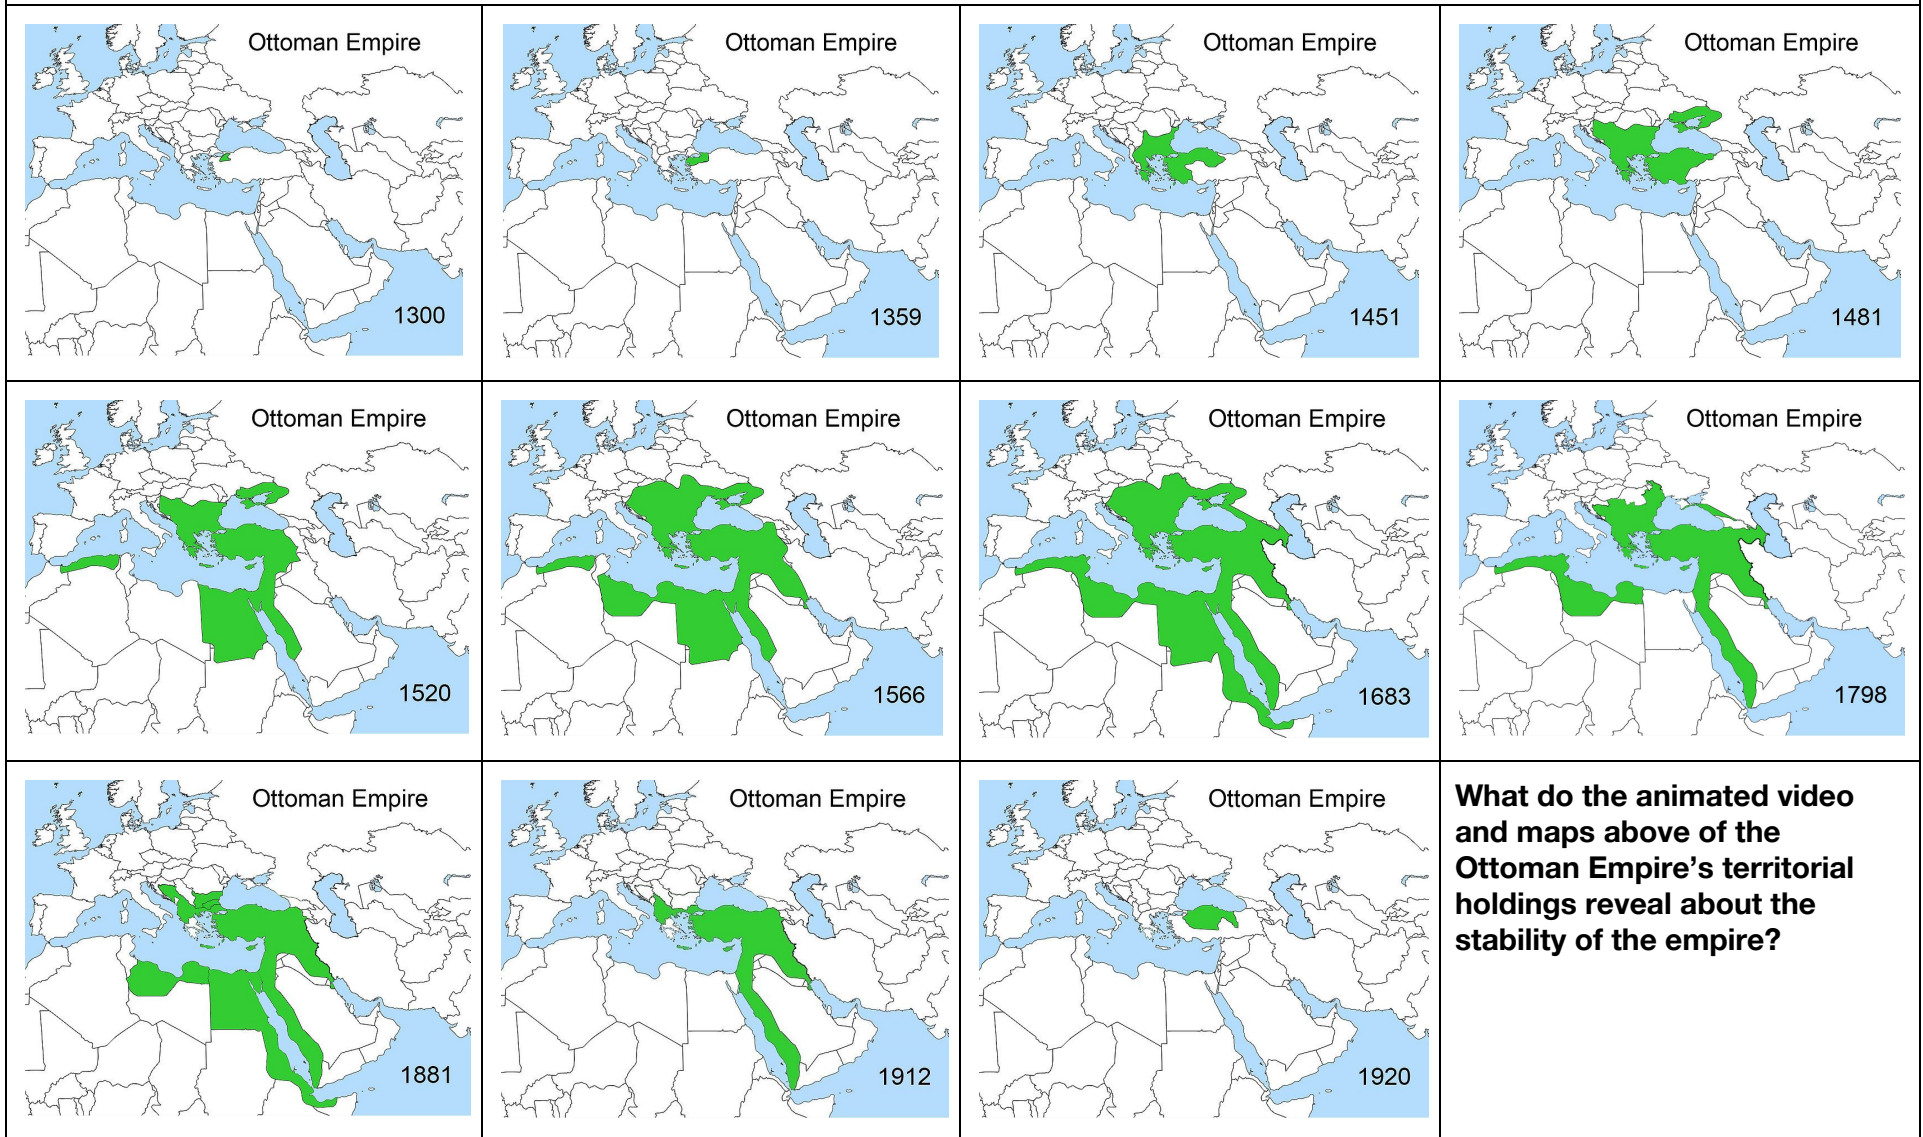 Ottoman Empire
1300
Ottoman Empire
1359
Ottoman Empire
1451
Ottoman Empire
1481
Ottoman Empire
1520
Ottoman Empire
1566
Ottoman Empire
1683
Ottoman Empire
1798
Ottoman Empire
1881
Ottoman Empire
1912
Ottoman Empire
1920
What do the animated video
and maps above of the
Ottoman Empire’s territorial
holdings reveal about the
stability of the empire?